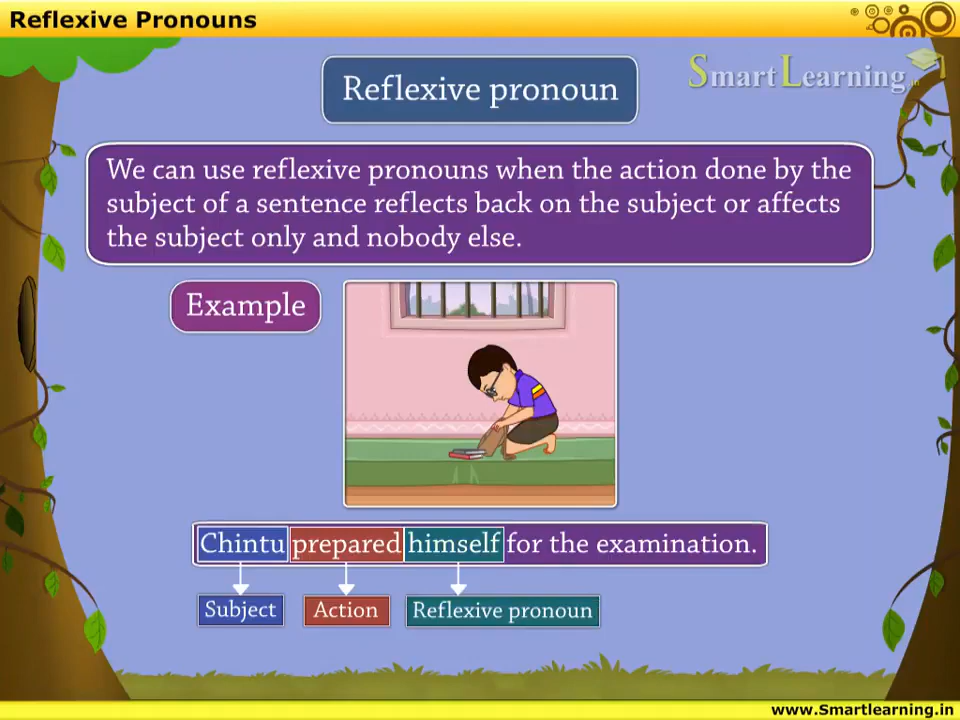 Reflexive Pronouns
Smart Learning.in
Reflexive pronoun
We can use reflexive pronouns when the action done by the
subject of a sentence reflects back on the subject or affects
the subject only and nobody else.
Example
Chintu prepared himself for the examination.
Subject Action Reflexive pronoun
www.Smartlearning.in